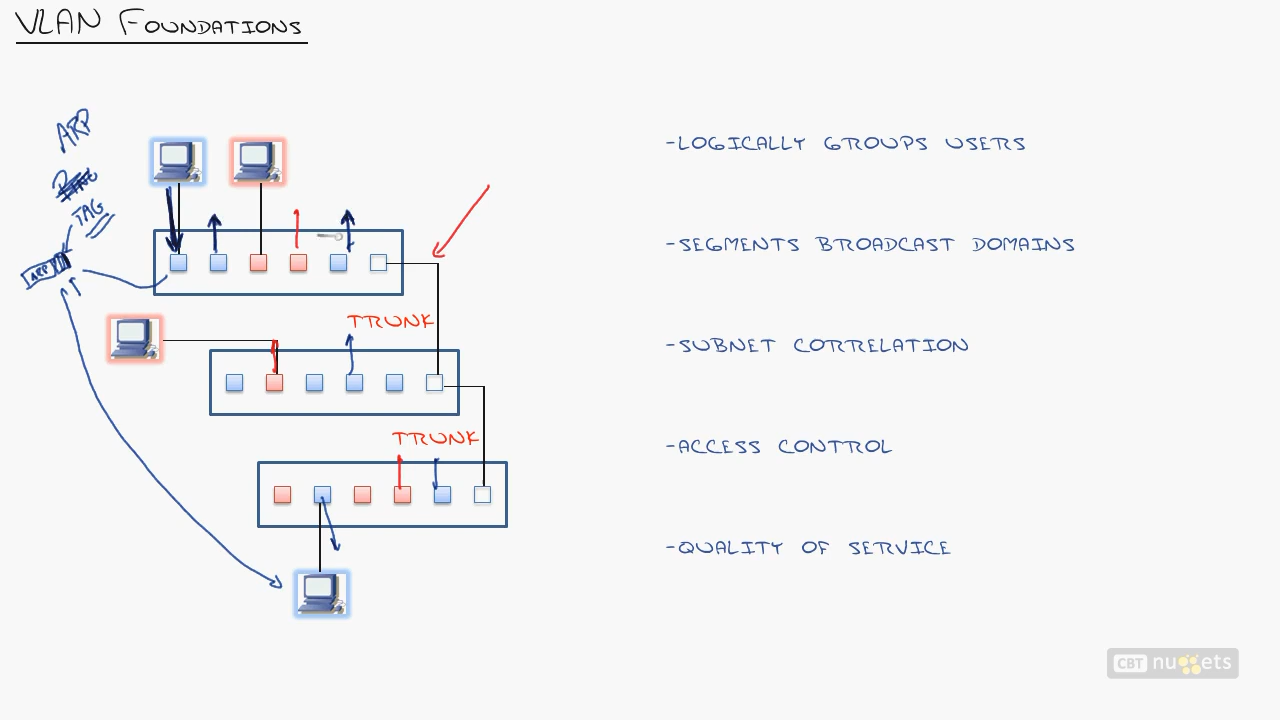 VLAN FOUNDATIONS
ARP
TAG
ARP
TRUNK
TRUNK
-LOGICALLY GROUPS USERS
-SEGMENTS BROADCAST DOMAINS
-SUBNET CORRELATION
-ACCESS CONTROL
-QUALITY OF SERVICE
CBT nuggets